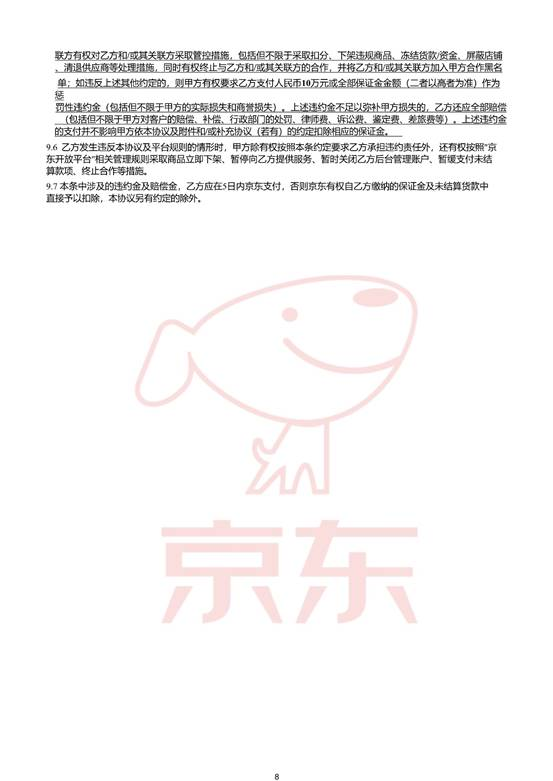 联方有权对乙方和/或其关联方采取管控措施，包括但不限于采取扣分、下架违规商品、冻结货款/资金、屏蔽店铺
、清退供应商等处理措施，同时有权终止与乙方和/或其关联方的合作，并将乙方和/或其关联方加入甲方合作黑名
单；如违反上述其他约定的，则甲方有权要求乙方支付人民币10万元或全部保证金金额（二者以高者为准）作为
惩
罚性违约金（包括但不限于甲方的实际损失和商誉损失）。上述违约金不足以弥补甲方损失的，乙方还应全部赔偿
（包括但不限于甲方对客户的赔偿、补偿、行政部门的处罚、律师费、诉讼费、鉴定费、差旅费等）。上述违约金
的支付并不影响甲方依本协议及附件和/或补充协议（若有）的约定扣除相应的保证金。
9.6 乙方发生违反本协议及平台规则的情形时，甲方除有权按照本条约定要求乙方承担违约责任外，还有权按照“京
东开放平台”相关管理规则采取商品立即下架、暂停向乙方提供服务、暂时关闭乙方后台管理账户、暂缓支付未结
算款项、终止合作等措施。
9.7 本条中涉及的违约金及赔偿金，乙方应在5日内京东支付，否则京东有权自乙方缴纳的保证金及未结算货款中
直接予以扣除，本协议另有约定的除外。
京东
8